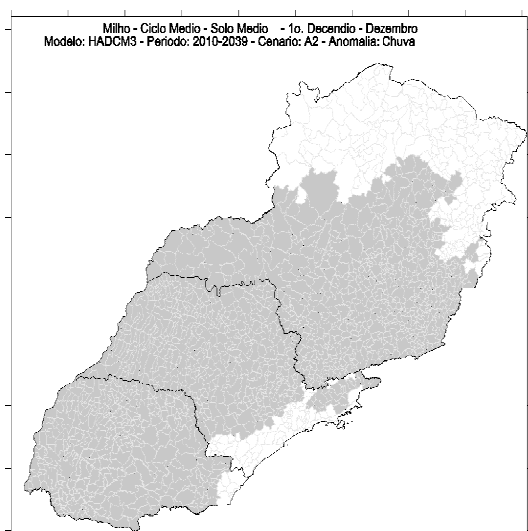 Milho - Ciclo Medio - Solo Medio - 1o. Decendio - Dezembro
Modelo: HADCM3 - Periodo: 2010-2039 - Cenario: A2 - Anomalia: Chuva